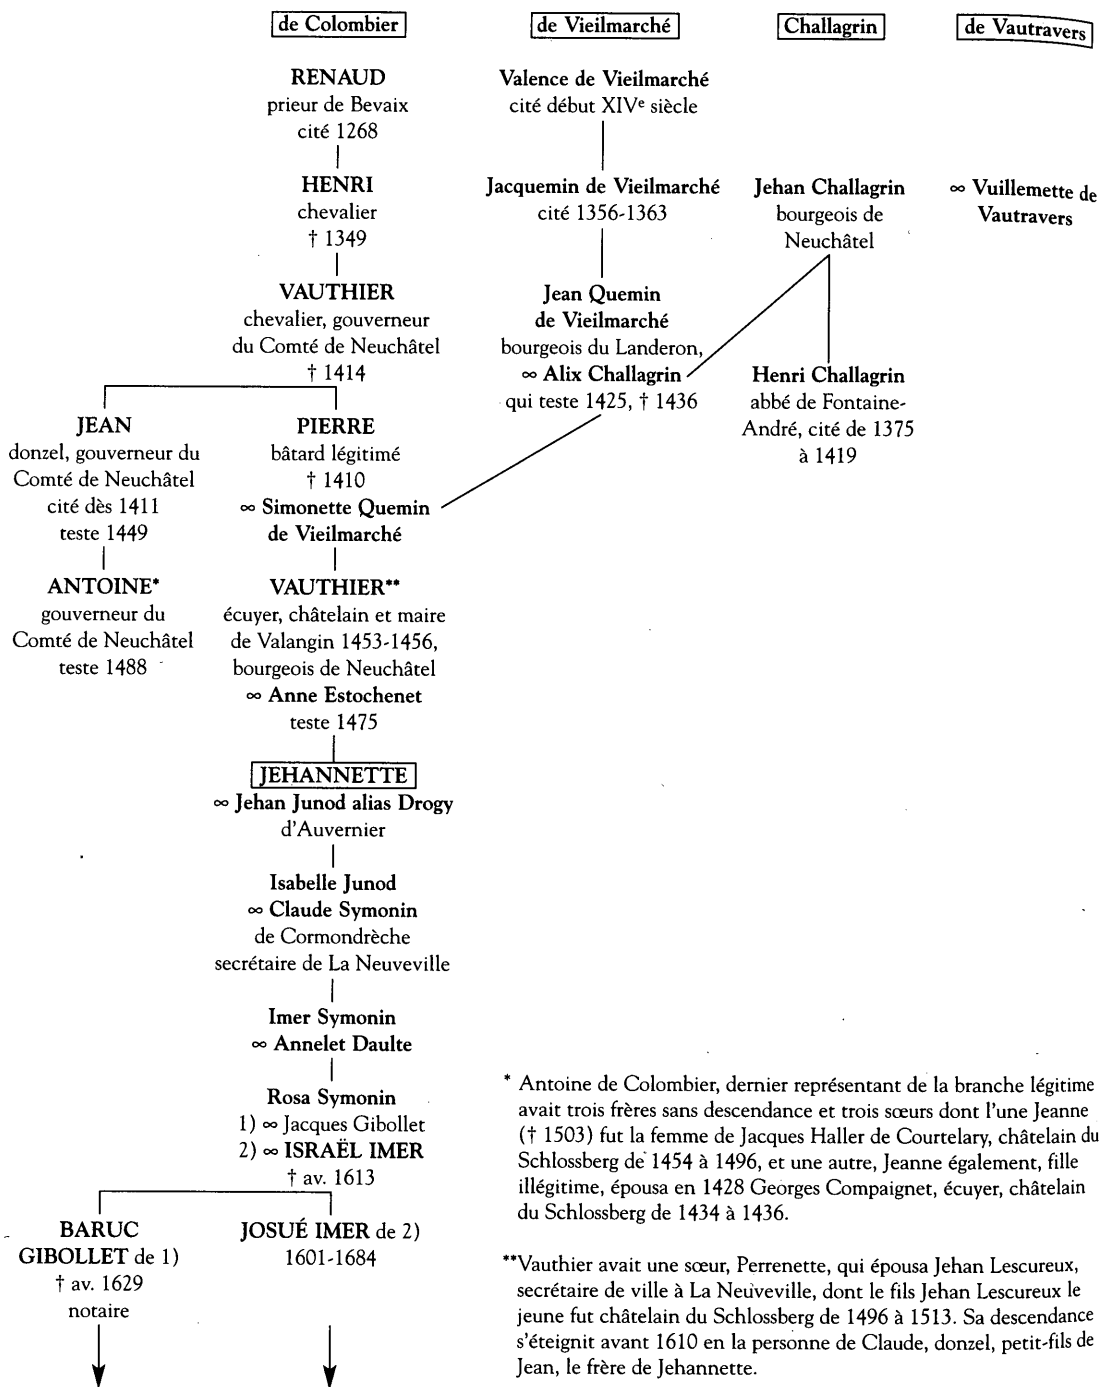 de Colombier
de Vieilmarché
Challagrin
de Vautravers
RENAUD
prieur de Bevaix
cité 1268
HENRI
chevalier
† 1349
VAUTHIER
chevalier, gouverneur
du Comté de Neuchâtel
† 1414
JEAN
donzel, gouverneur du
Comté de Neuchâtel
cité dès 1411
teste 1449
ANTOINE*
gouverneur du
Comté de Neuchâtel
teste 1488
PIERRE
bâtard légitimé
† 1410
∞ Simonette Quemin
de Vieilmarché
VAUTHIER**
écuyer, châtelain et maire
de Valangin 1453-1456,
bourgeois de Neuchâtel
∞ Anne Estochenet
teste 1475
JEHANNETTE
∞ Jehan Junod alias Drogy
d'Auvernier
Isabelle Junod
∞ Claude Symonin
de Cormondrèche
secrétaire de La Neuveville
Imer Symonin
∞ Annelet Daulte
Rosa Symonin
1) ∞ Jacques Gibollet
2) ∞ ISRAËL IMER
† av. 1613
BARUC
GIBOLLET de 1)
† av. 1629
notaire
JOSUÉ IMER de 2)
1601-1684
Valence de Vieilmarché
cité début XIVe siècle
Jacquemin de Vieilmarché
cité 1356-1363
Jean Quemin
de Vieilmarché
bourgeois du Landeron,
∞ Alix Challagrin
qui teste 1425, † 1436
Jehan Challagrin
bourgeois de
Neuchâtel
Henri Challagrin
abbé de Fontaine-
André, cité de 1375
à 1419
∞ Vuillemette de
Vautravers
* Antoine de Colombier, dernier représentant de la branche légitime
avait trois frères sans descendance et trois sœurs dont l'une Jeanne
(† 1503) fut la femme de Jacques Haller de Courtelary, châtelain du
Schlossberg de 1454 à 1496, et une autre, Jeanne également, fille
illégitime, épousa en 1428 Georges Compaignet, écuyer, châtelain
du Schlossberg de 1434 à 1436.
**Vauthier avait une sœur, Perrenette, qui épousa Jehan Lescureux,
secrétaire de ville à La Neuveville, dont le fils Jehan Lescureux le
jeune fut châtelain du Schlossberg de 1496 à 1513. Sa descendance
s'éteignit avant 1610 en la personne de Claude, donzel, petit-fils de
Jean, le frère de Jehannette.